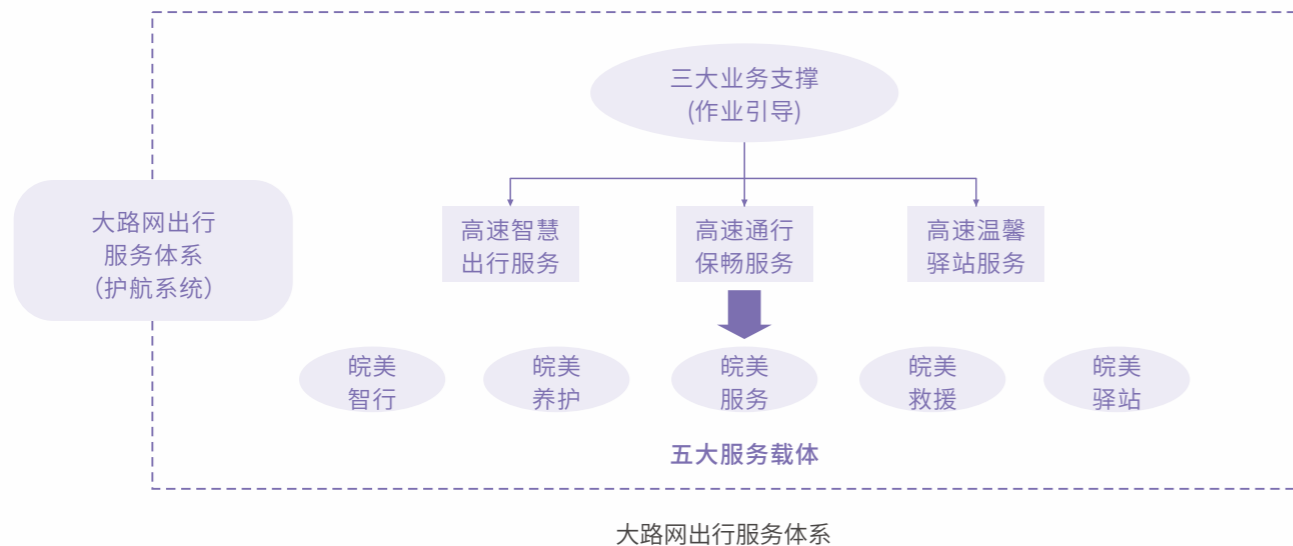 三大业务支撑
(作业引导)
大路网出行
服务体系
（护航系统）
高速智慧
出行服务
高速通行
保畅服务
高速温馨
驿站服务
皖美
智行
皖美
养护
皖美
服务
皖美
救援
皖美
驿站
五大服务载体
大路网出行服务体系